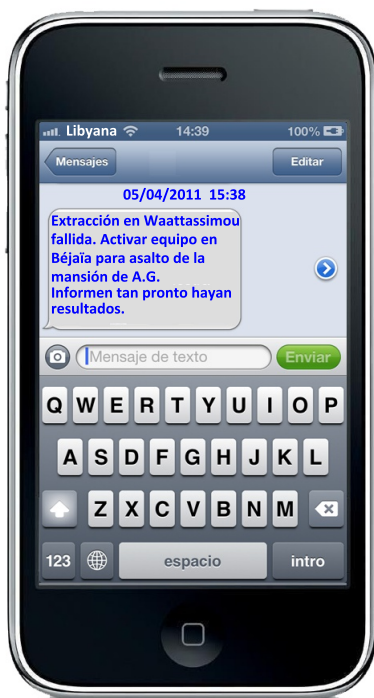 Libyana 14:39 100%
Mensajes Editar
05/04/2011 15:38
Extracción en Waattassimou
fallida. Activar equipo en
Béjaïa para asalto de la
mansión de A.G.
Informen tan pronto hayan
resultados.
Mensaje de texto Enviar
Q W E R T Y U I O P
A S D F G H J K L
Z X C V B N M
123 espacio intro